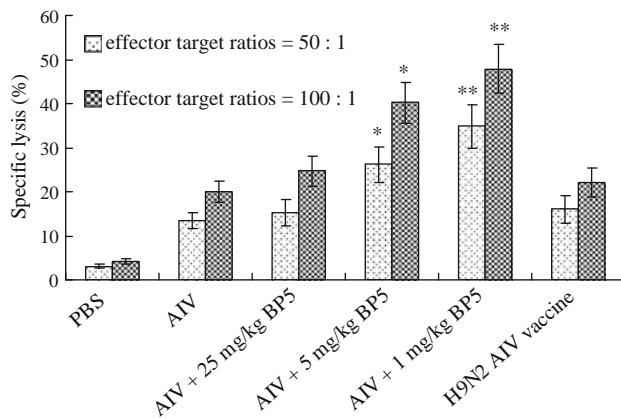 60
50
40
30
20
10
0
Specific lysis (%)
effector target ratios = 50 : 1
effector target ratios = 100 : 1
*
*
**
**
PBS
AIV
AIV + 25 mg/kg BP5
AIV + 5 mg/kg BP5
AIV + 1 mg/kg BP5
H9N2 AIV vaccine